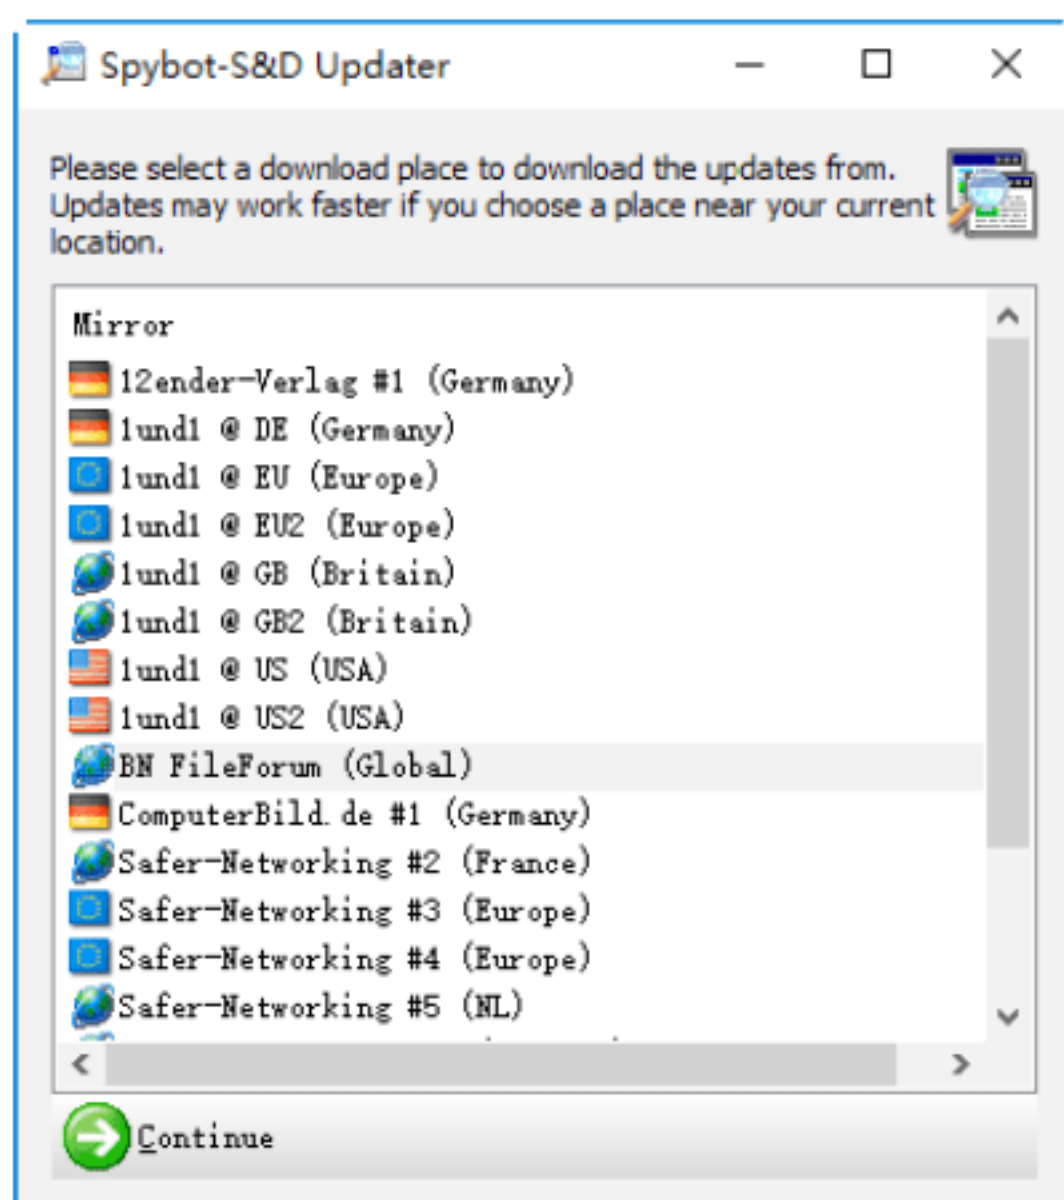 Spybot-S&D Updater
Please select a download place to download the updates from.
Updates may work faster if you choose a place near your current
location.
Mirror
12ender-Verlag #1 (Germany)
1und1 @ DE (Germany)
1und1 @ EU (Europe)
1und1 @ EU2 (Europe)
1und1 @ GB (Britain)
1und1 @ GB2 (Britain)
1und1 @ US (USA)
1und1 @ US2 (USA)
BN FileForum (Global)
ComputerBild.de #1 (Germany)
Safer-Networking #2 (France)
Safer-Networking #3 (Europe)
Safer-Networking #4 (Europe)
Safer-Networking #5 (NL)
Continue